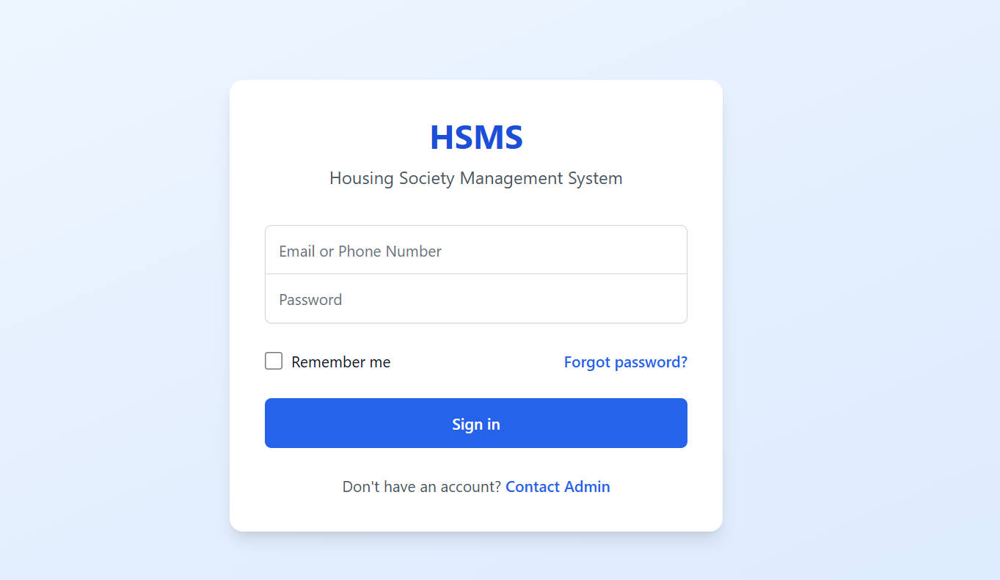 HSMS
Housing Society Management System
Email or Phone Number
Password
Remember me
Forgot password?
Sign in
Don't have an account? Contact Admin